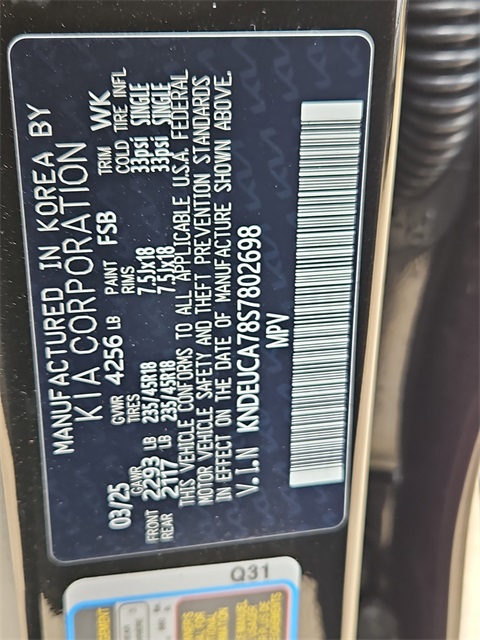 MANUFACTURED IN KOREA BY
KIA CORPORATION
03/25 GVWR 4256 LB PAINT FSB TRIM WK
GAWR TIRES RIMS COLD TIRE INFL
FRONT 2293 LB 235/45R18 7.5Jx18 33psi SINGLE
REAR 2117 LB 235/45R18 7.5Jx18 33psi SINGLE
THIS VEHICLE CONFORMS TO ALL APPLICABLE U.S.A. FEDERAL
MOTOR VEHICLE SAFETY AND THEFT PREVENTION STANDARDS
IN EFFECT ON THE DATE OF MANUFACTURE SHOWN ABOVE.
V.I.N KNDEUCA78S7802698
MPV
Q31